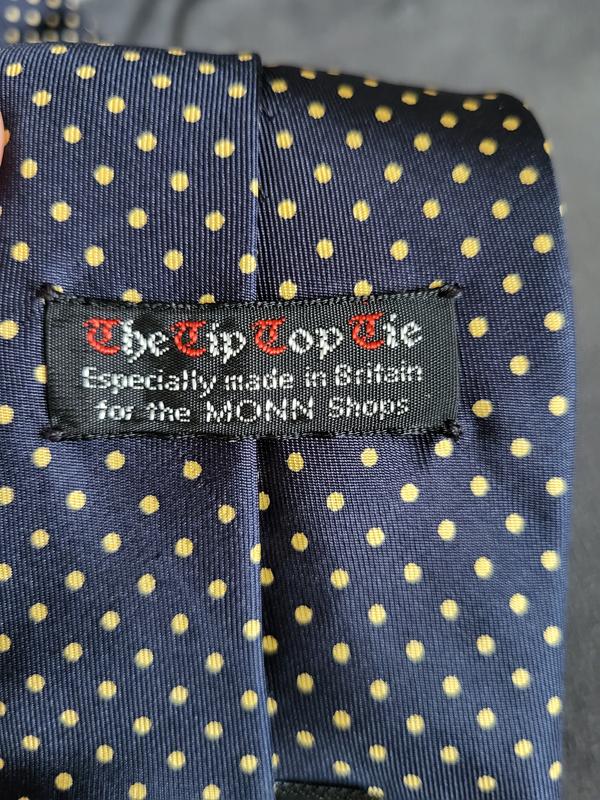 The Tip Top Tie
Especially made in Britain
for the MONN Shops